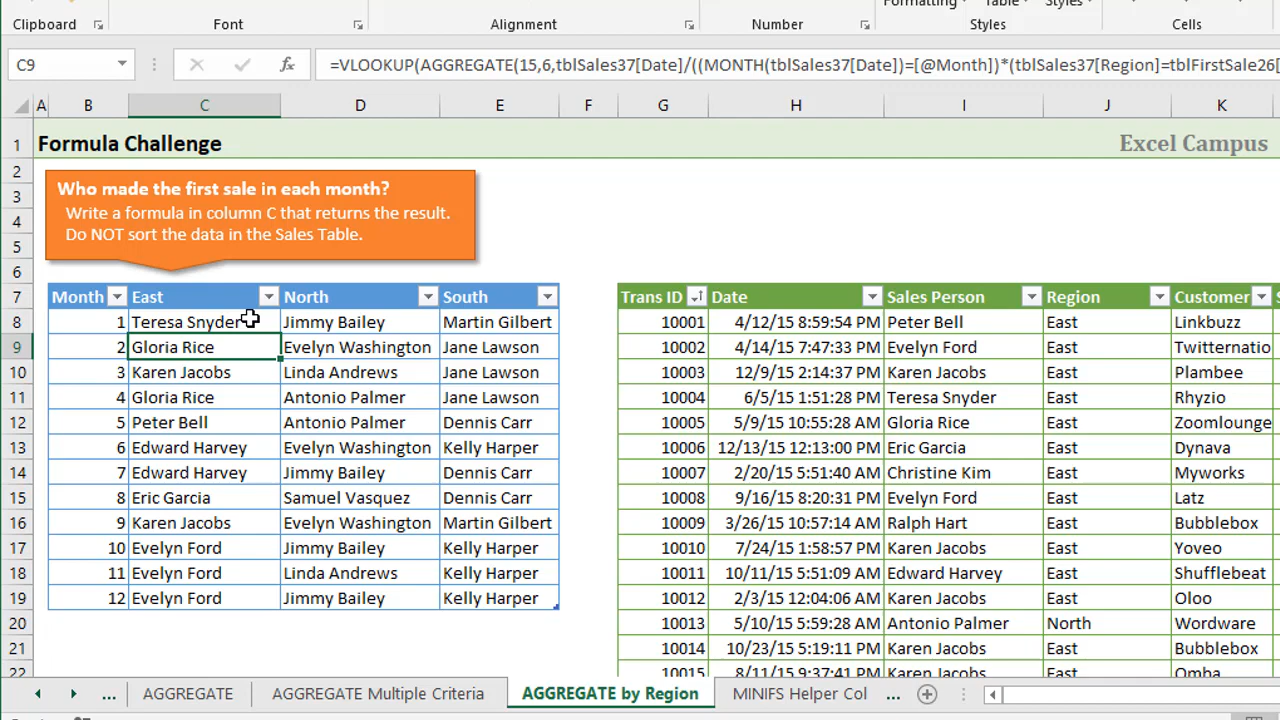 Clipboard Font Alignment Number Styles Cells
C9 fx =VLOOKUP(AGGREGATE(15,6,tblSales37[Date]/((MONTH(tblSales37[Date])=[@Month])*(tblSales37[Region]=tblFirstSale26[
A B C D E F G H I J K
1 Formula Challenge Excel Campus
2
Who made the first sale in each month?
3
Write a formula in column C that returns the result.
4
Do NOT sort the data in the Sales Table.
5
6
7 Month East North South Trans ID Date Sales Person Region Customer
8 1 Teresa Snyder Jimmy Bailey Martin Gilbert 10001 4/12/15 8:59:54 PM Peter Bell East Linkbuzz
9 2 Gloria Rice Evelyn Washington Jane Lawson 10002 4/14/15 7:47:33 PM Evelyn Ford East Twitternatio
10 3 Karen Jacobs Linda Andrews Jane Lawson 10003 12/9/15 2:14:37 PM Karen Jacobs East Plambee
11 4 Gloria Rice Antonio Palmer Jane Lawson 10004 6/5/15 1:51:28 PM Teresa Snyder East Rhyzio
12 5 Peter Bell Antonio Palmer Dennis Carr 10005 5/9/15 10:55:28 AM Gloria Rice East Zoomlounge
13 6 Edward Harvey Evelyn Washington Kelly Harper 10006 12/13/15 12:13:00 PM Eric Garcia East Dynava
14 7 Edward Harvey Jimmy Bailey Dennis Carr 10007 2/20/15 5:51:40 AM Christine Kim East Myworks
15 8 Eric Garcia Samuel Vasquez Dennis Carr 10008 9/16/15 8:20:31 PM Evelyn Ford East Latz
16 9 Karen Jacobs Evelyn Washington Martin Gilbert 10009 3/26/15 10:57:14 AM Ralph Hart East Bubblebox
17 10 Evelyn Ford Jimmy Bailey Kelly Harper 10010 7/24/15 1:58:57 PM Karen Jacobs East Yoveo
18 11 Evelyn Ford Linda Andrews Kelly Harper 10011 10/11/15 5:51:09 AM Edward Harvey East Shufflebeat
19 12 Evelyn Ford Jimmy Bailey Kelly Harper 10012 2/3/15 12:04:06 AM Karen Jacobs East Oloo
20 10013 5/10/15 5:59:28 AM Antonio Palmer North Wordware
21 10014 10/23/15 5:19:11 PM Karen Jacobs East Bubblebox
22 10015 8/11/15 9:37:41 PM Karen Jacobs East Omba
... AGGREGATE AGGREGATE Multiple Criteria AGGREGATE by Region MINIFS Helper Col ...